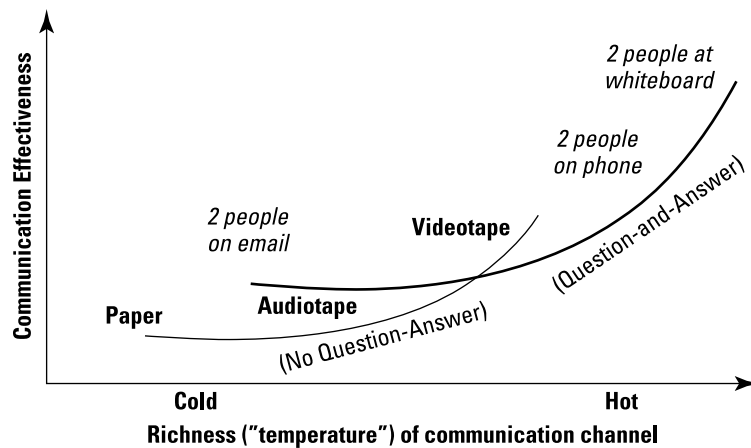 Communication Effectiveness
2 people at
whiteboard
2 people
on phone
2 people
on email
Videotape
(Question-and-Answer)
Paper
Audiotape
(No Question-Answer)
Cold
Hot
Richness (”temperature”) of communication channel